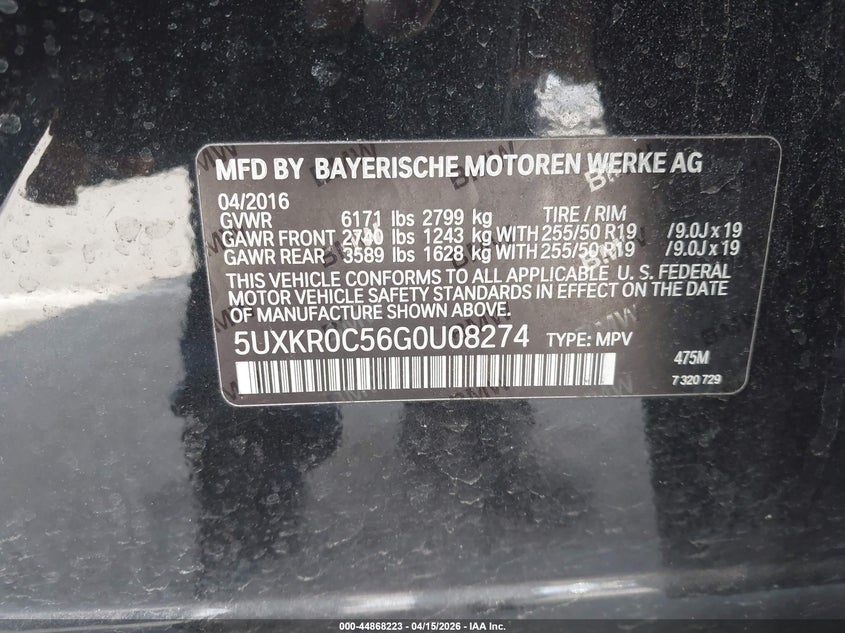 MFD BY BAYERISCHE MOTOREN WERKE AG
04/2016
GVWR 6171 lbs 2799 kg TIRE / RIM
GAWR FRONT 2740 lbs 1243 kg WITH 255/50 R19 /9.0J x 19
GAWR REAR 3589 lbs 1628 kg WITH 255/50 R19 /9.0J x 19
THIS VEHICLE CONFORMS TO ALL APPLICABLE U. S. FEDERAL
MOTOR VEHICLE SAFETY STANDARDS IN EFFECT ON THE DATE
OF MANUFACTURE SHOWN ABOVE.
5UXKR0C56G0U08274 TYPE: MPV
475M
7 320 729
000-44868223 - 04/15/2026 - IAA Inc.